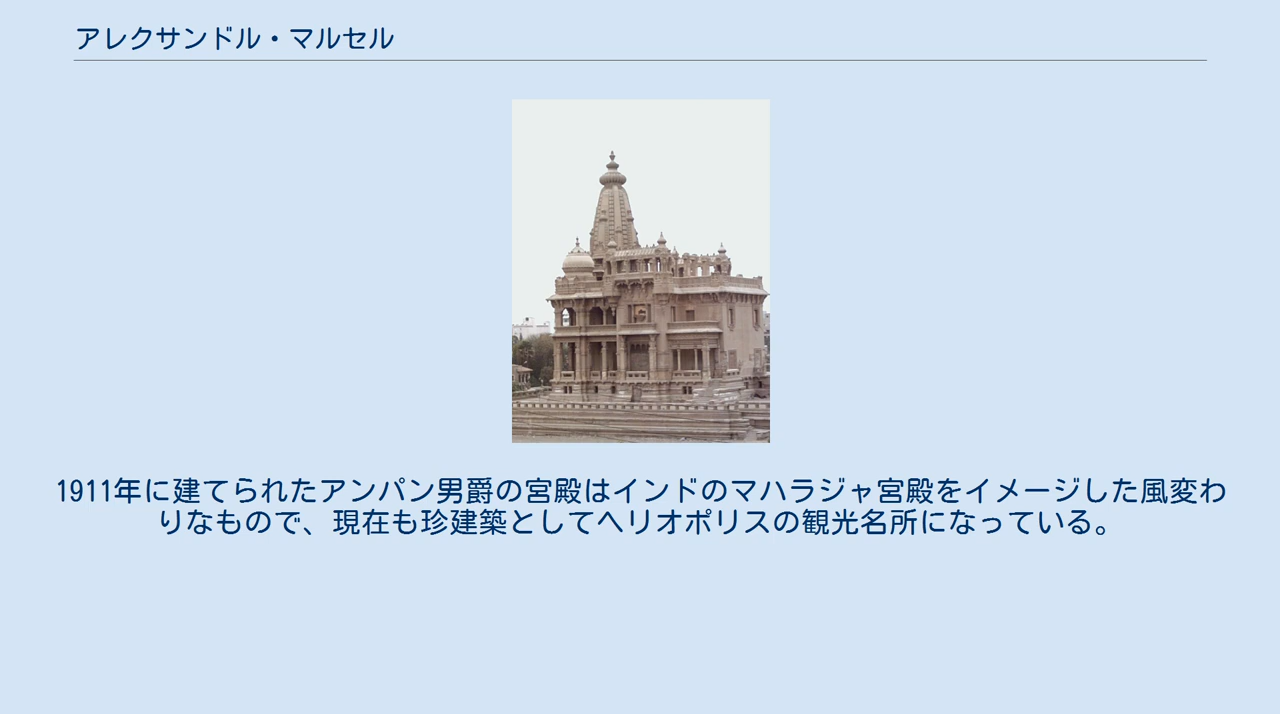 アレクサンドル・マルセル
1911年に建てられたアンパン男爵の宮殿はインドのマハラジャ宮殿をイメージした風変わ
りなもので、現在も珍建築としてヘリオポリスの観光名所になっている。